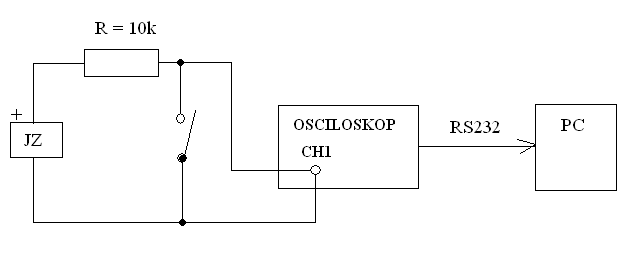 R = 10k
+
JZ
OSCILOSKOP
CH1
RS232
PC